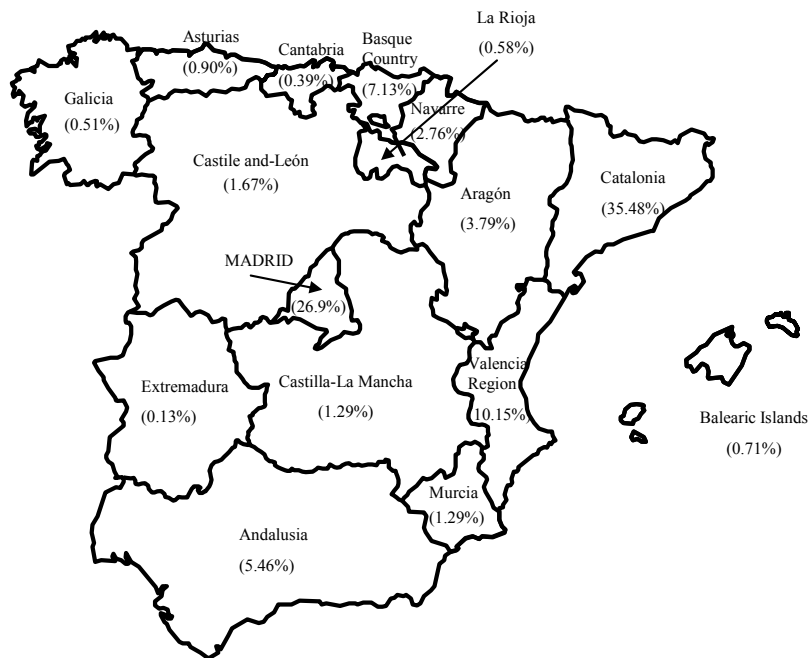 La Rioja
(0.58%)
Asturias
(0.90%)
Cantabria
(0.39%)
Basque
Country
(7.13%)
Galicia
(0.51%)
Navarre
(2.76%)
Castile and-León
(1.67%)
Aragón
(3.79%)
Catalonia
(35.48%)
MADRID
(26.9%)
Extremadura
(0.13%)
Castilla-La Mancha
(1.29%)
Valencia
Region
(10.15%)
Balearic Islands
(0.71%)
Murcia
(1.29%)
Andalusia
(5.46%)